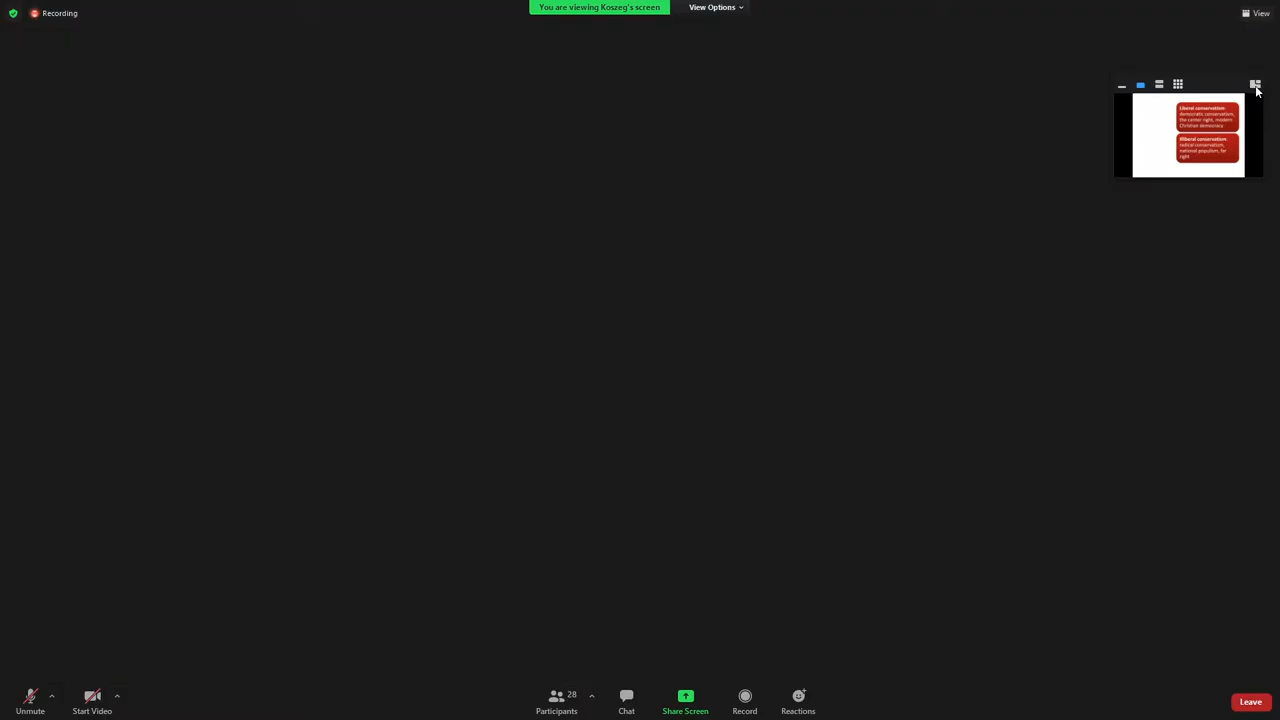 Recording
You are viewing Koszeg's screen
View Options
View
Liberal conservatism:
democratic conservatism,
the center right, modern
Christian democracy
Illiberal conservatism:
radical conservatism,
national populism, far
right
Unmute
Start Video
28
Participants
Chat
Share Screen
Record
Reactions
Leave